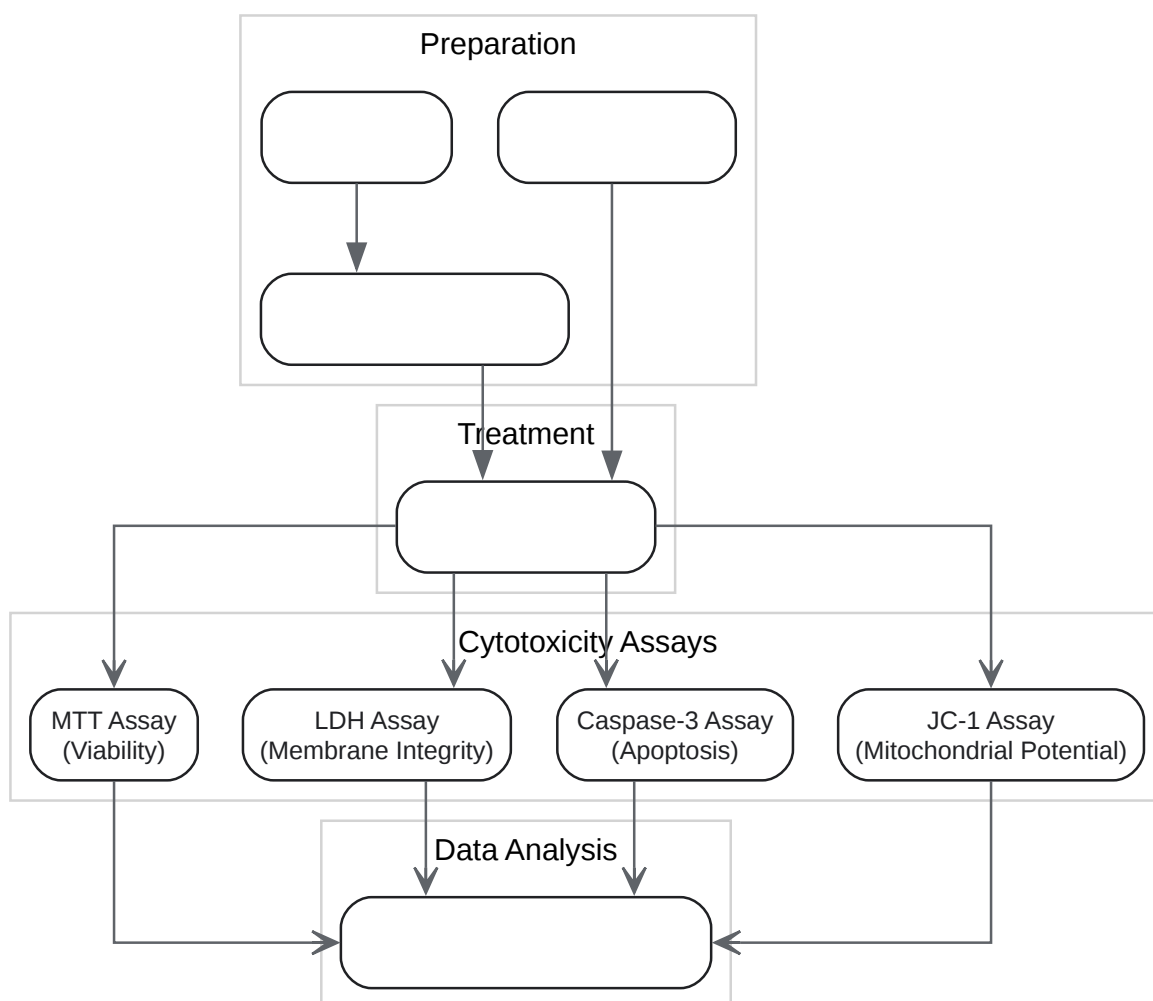 Preparation
Treatment
Cytotoxicity Assays
MTT Assay
(Viability)
LDH Assay
(Membrane Integrity)
Caspase-3 Assay
(Apoptosis)
JC-1 Assay
(Mitochondrial Potential)
Data Analysis